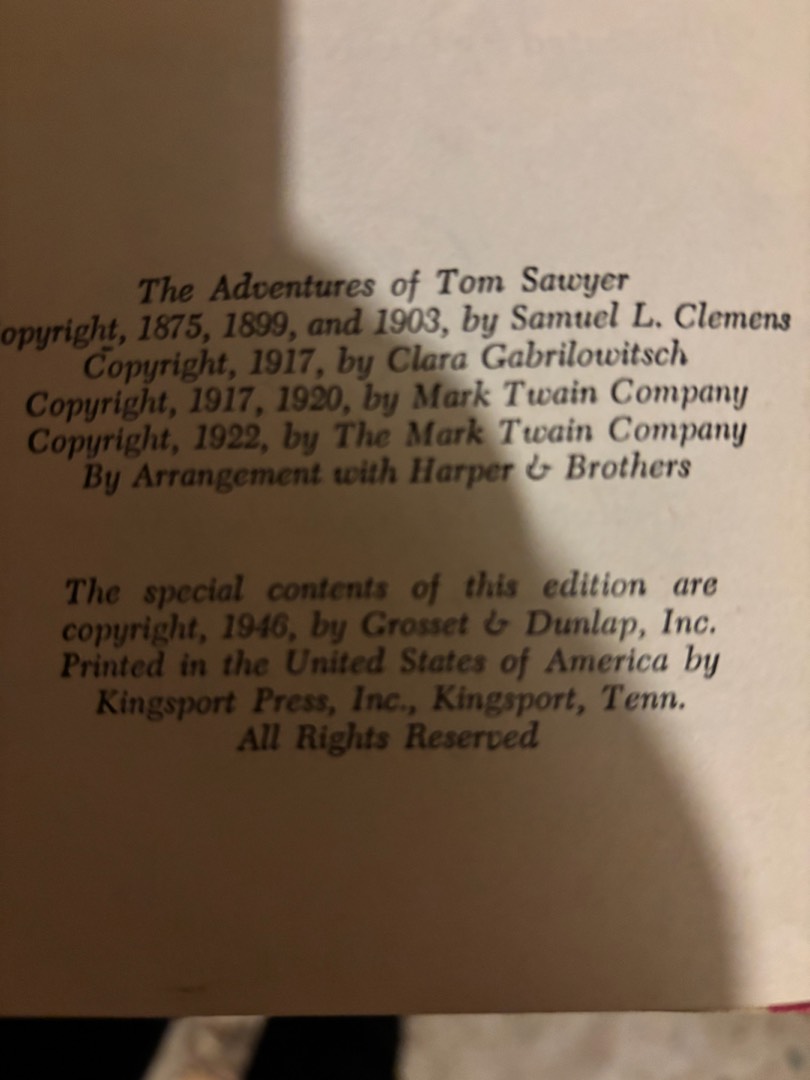 The Adventures of Tom Sawyer
opyright, 1875, 1899, and 1903, by Samuel L. Clemens
Copyright, 1917, by Clara Gabrilowitsch
Copyright, 1917, 1920, by Mark Twain Company
Copyright, 1922, by The Mark Twain Company
By Arrangement with Harper & Brothers
The special contents of this edition are
copyright, 1946, by Grosset & Dunlap, Inc.
Printed in the United States of America by
Kingsport Press, Inc., Kingsport, Tenn.
All Rights Reserved